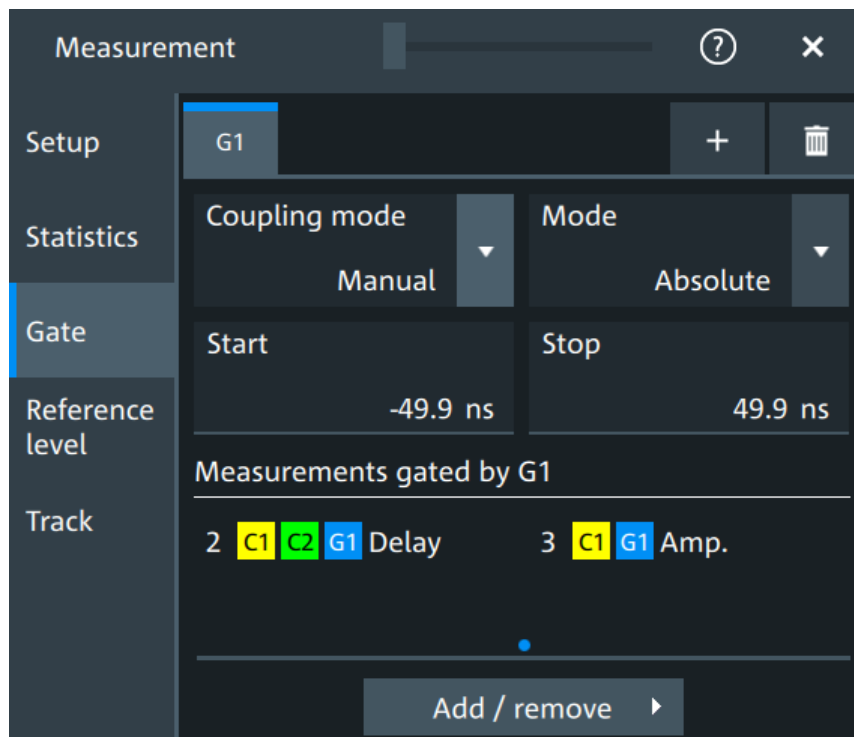 Measurement ?
Setup
Statistics
Gate
Reference
level
Track
G1 +
Coupling mode
Manual
Mode
Absolute
Start
-49.9 ns
Stop
49.9 ns
Measurements gated by G1
2 C1 C2 G1 Delay
3 C1 G1 Amp.
Add / remove